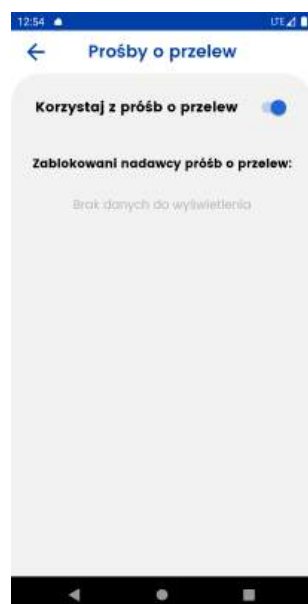 12:54 LTE
Prośby o przelew
Korzystaj z próśb o przelew
Zablokowani nadawcy próśb o przelew:
Brak danych do wyświetlenia